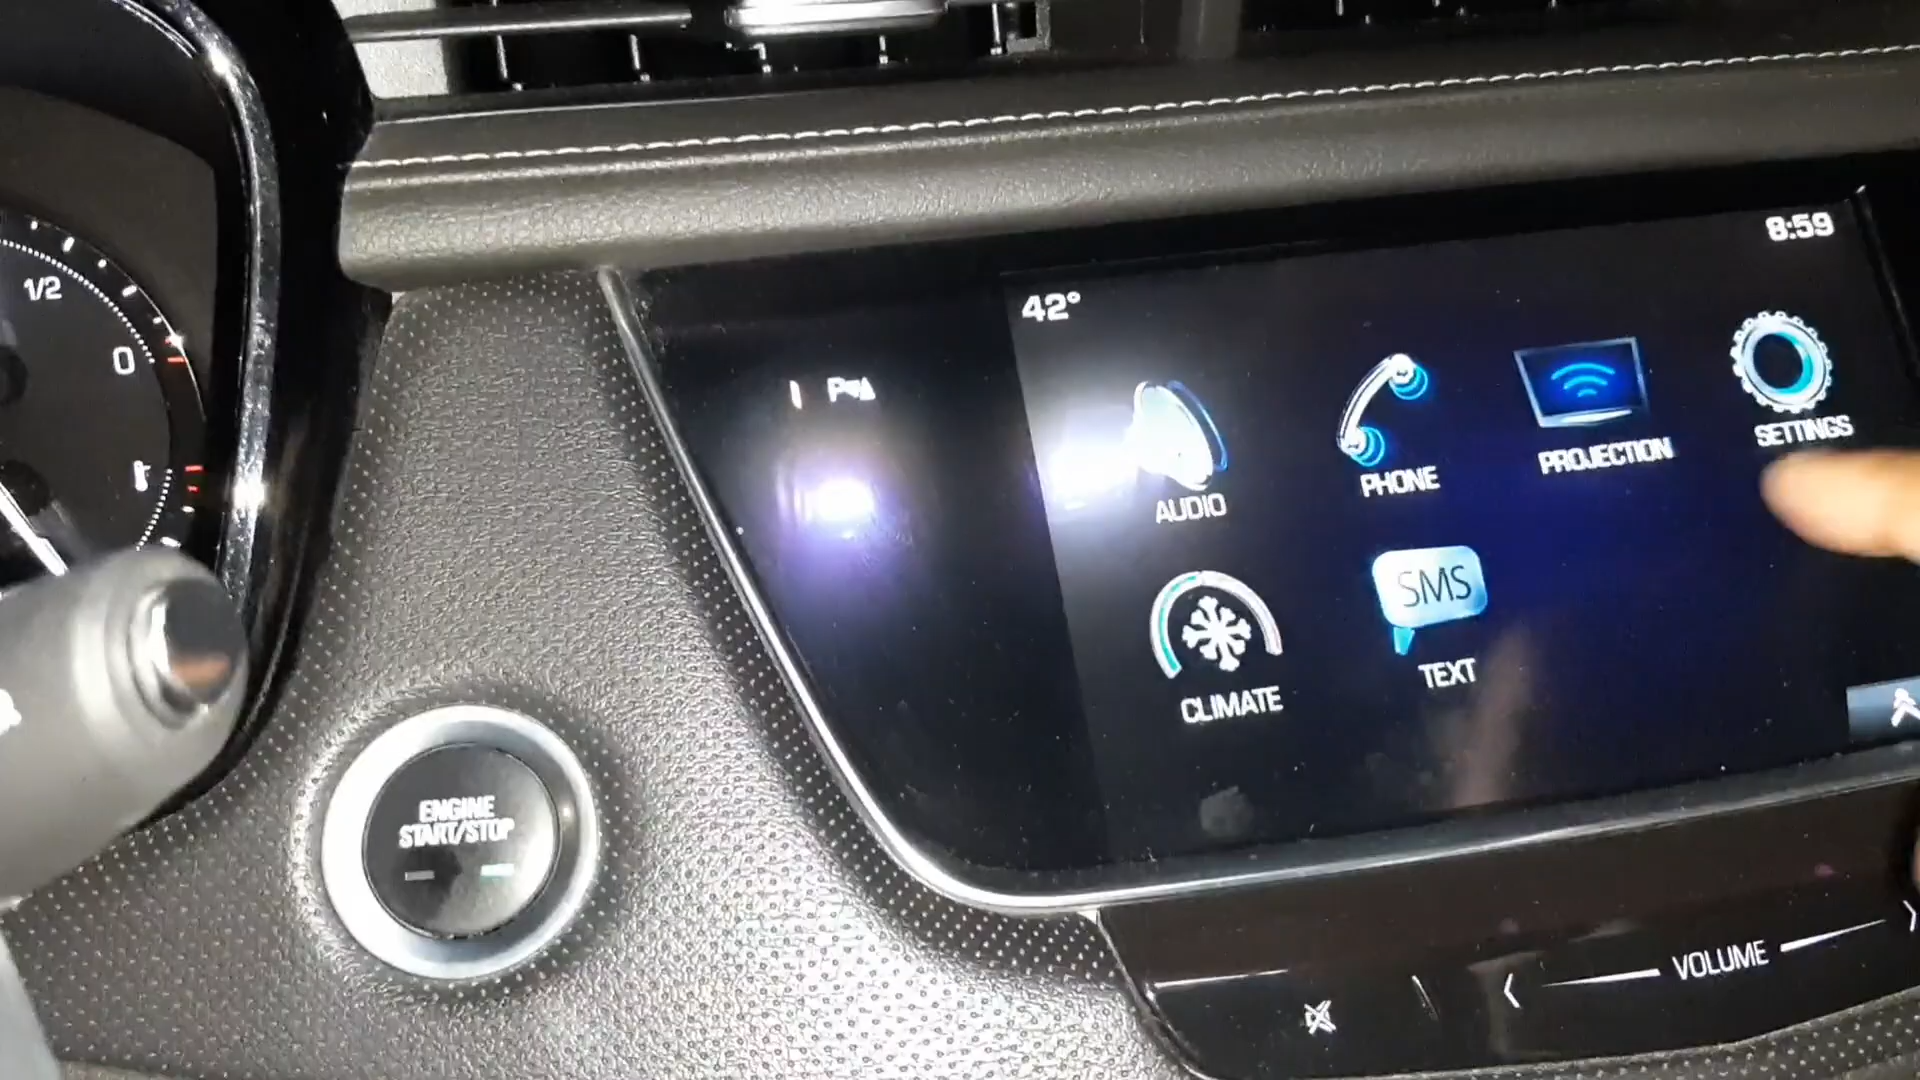 8:59
42°
1/2
0
AUDIO
PHONE
PROJECTION
SETTINGS
SMS
CLIMATE
TEXT
ENGINE
START/STOP
VOLUME